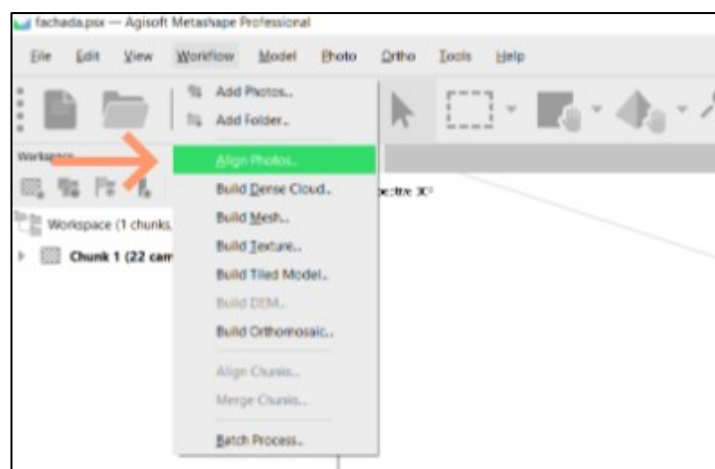 fachada.psx — Agisoft Metashape Professional
File Edit View Workflow Model Photo Ortho Tools Help
Add Photos...
Add Folder...
Workspace
Align Photos...
Build Dense Cloud...
Workspace (1 chunks,
Build Mesh...
Build Texture...
Chunk 1 (22 cam
Build Tiled Model...
Build DEM...
Build Orthomosaic...
Align Chunks...
Merge Chunks...
Batch Process...